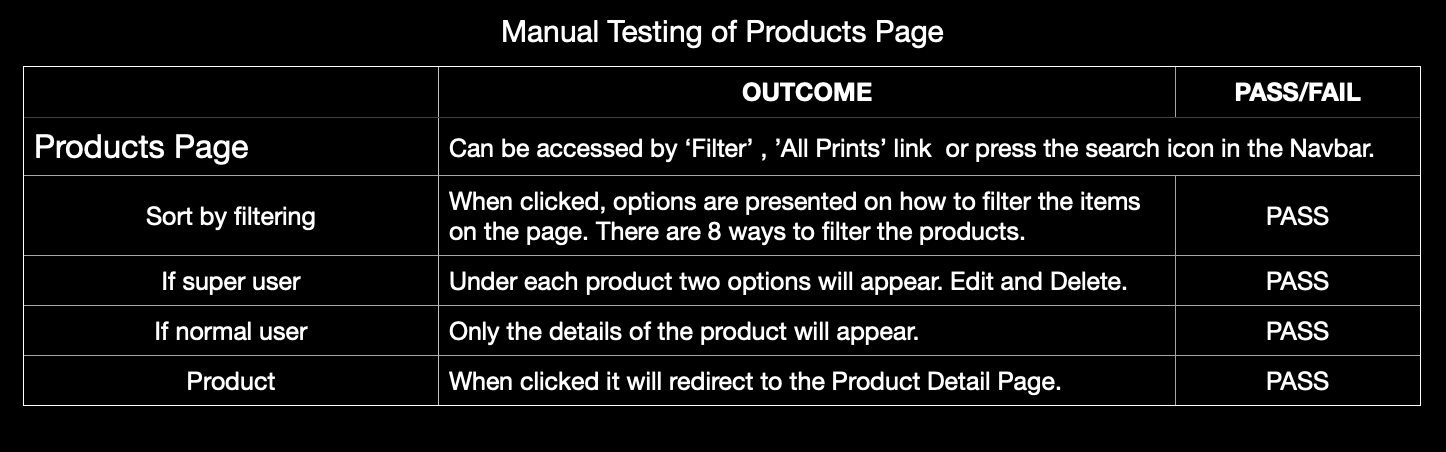 Manual Testing of Products Page
OUTCOME PASS/FAIL
Products Page Can be accessed by ‘Filter’ , ’All Prints’ link  or press the search icon in the Navbar.
Sort by filtering When clicked, options are presented on how to filter the items
on the page. There are 8 ways to filter the products. PASS
If super user Under each product two options will appear. Edit and Delete. PASS
If normal user Only the details of the product will appear. PASS
Product When clicked it will redirect to the Product Detail Page. PASS